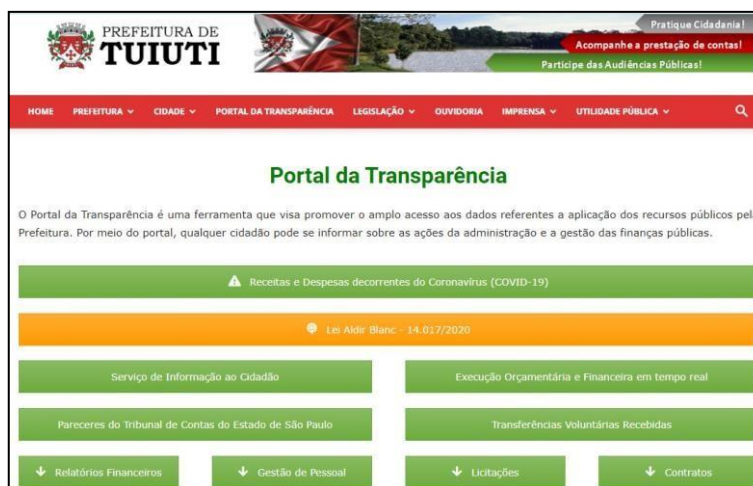 PREFEITURA DE
TUIUTI
Pratique Cidadania!
Acompanhe a prestação de contas!
Participe das Audiências Públicas!
HOME PREFEITURA CIDADE PORTAL DA TRANSPARÊNCIA LEGISLAÇÃO OUVIDORIA IMPRENSA UTILIDADE PÚBLICA
Portal da Transparência
O Portal da Transparência é uma ferramenta que visa promover o amplo acesso aos dados referentes a aplicação dos recursos públicos pel
Prefeitura. Por meio do portal, qualquer cidadão pode se informar sobre as ações da administração e a gestão das finanças públicas.
Receitas e Despesas decorrentes do Coronavírus (COVID-19)
Lei Aldir Blanc - 14.017/2020
Serviço de Informação ao Cidadão Execução Orçamentária e Financeira em tempo real
Pareceres do Tribunal de Contas do Estado de São Paulo Transferências Voluntárias Recebidas
Relatórios Financeiros Gestão de Pessoal Licitações Contratos